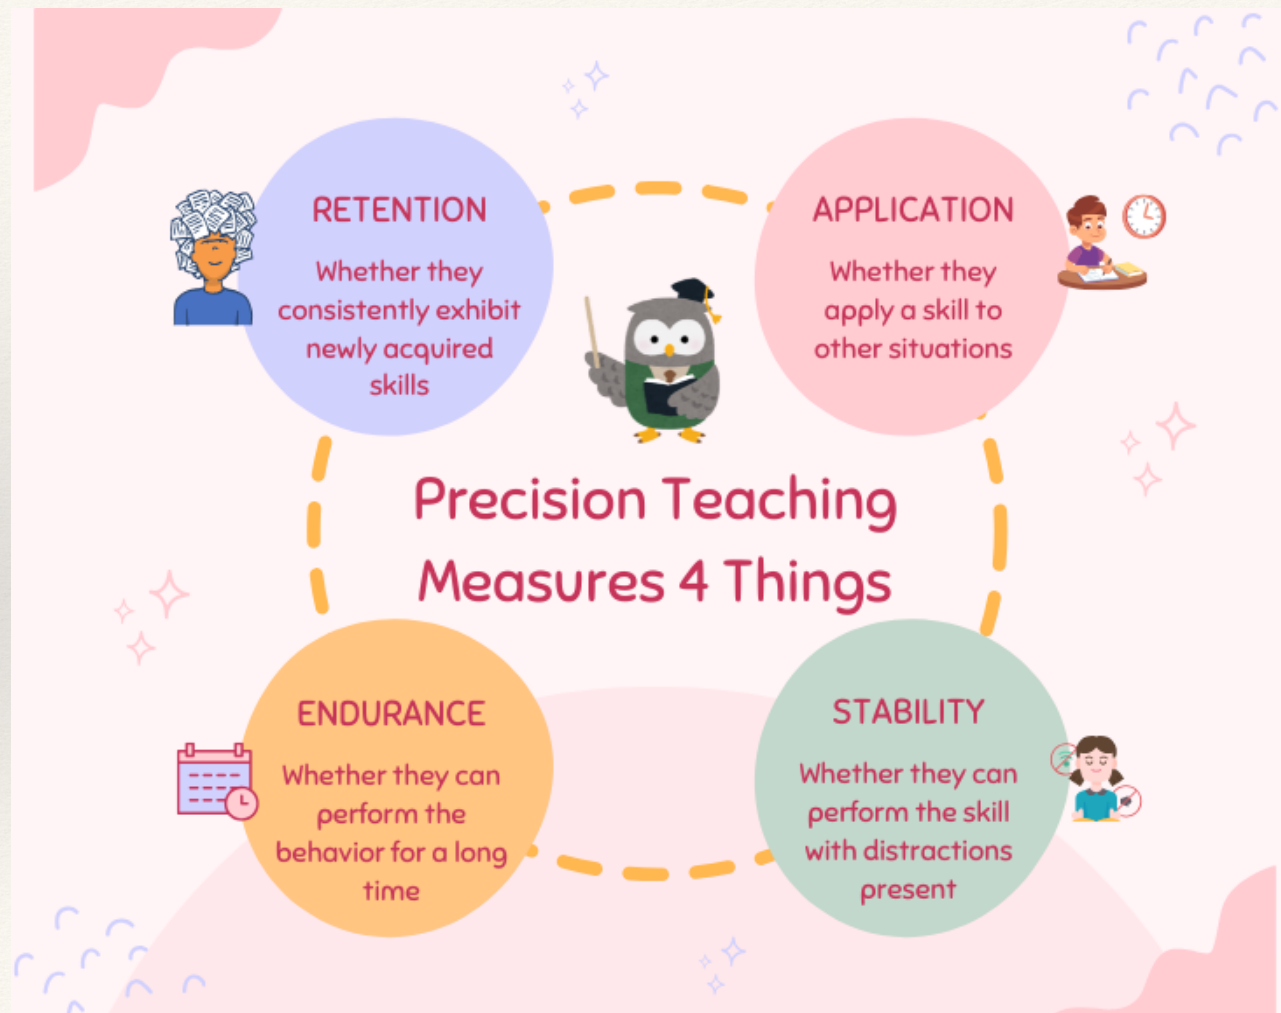 RETENTION
Whether they
consistently exhibit
newly acquired
skills
APPLICATION
Whether they
apply a skill to
other situations
Precision Teaching
Measures 4 Things
ENDURANCE
Whether they can
perform the
behavior for a long
time
STABILITY
Whether they can
perform the skill
with distractions
present